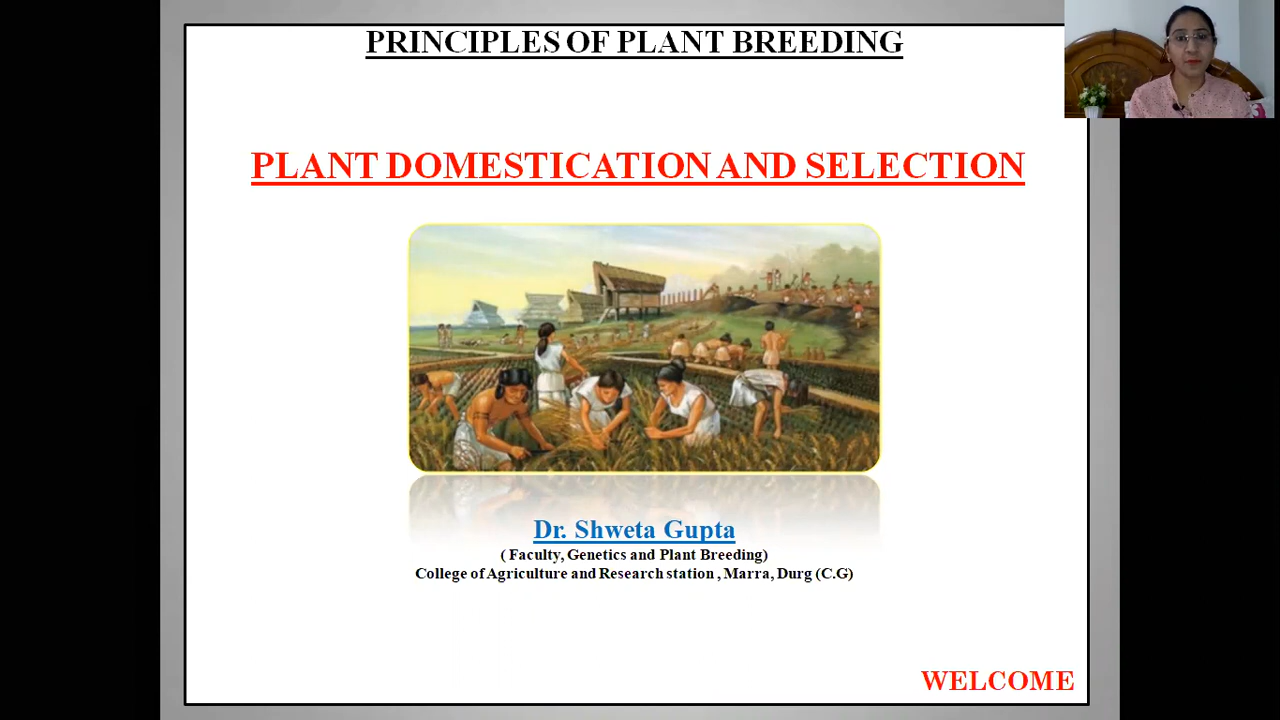 PRINCIPLES OF PLANT BREEDING
PLANT DOMESTICATION AND SELECTION
Dr. Shweta Gupta
( Faculty, Genetics and Plant Breeding)
College of Agriculture and Research station , Marra, Durg (C.G)
WELCOME